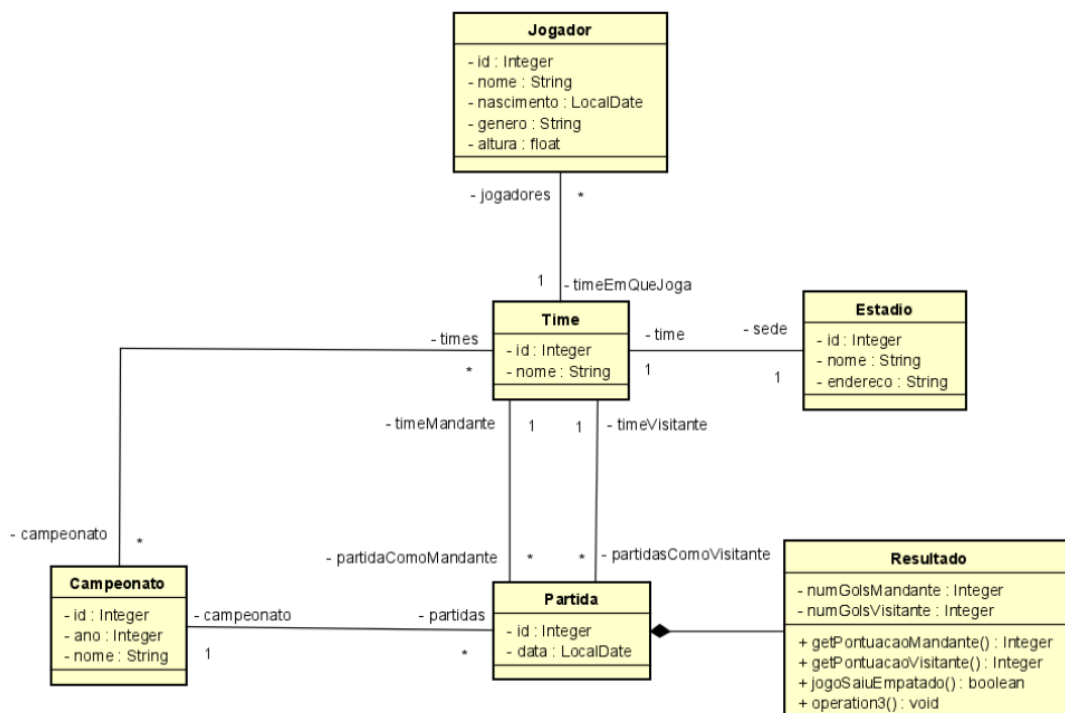 Jogador
- id : Integer
- nome : String
- nascimento : LocalDate
- genero : String
- altura : float
- jogadores
*
1
- timeEmQueJoga
Time
- id : Integer
- nome : String
- times
*
- time
1
- sede
1
Estadio
- id : Integer
- nome : String
- endereco : String
- timeMandante
1
1
- timeVisitante
- campeonato
*
- partidaComoMandante
*
*
- partidasComoVisitante
Campeonato
- id : Integer
- ano : Integer
- nome : String
- campeonato
1
- partidas
*
Partida
- id : Integer
- data : LocalDate
Resultado
- numGolsMandante : Integer
- numGolsVisitante : Integer
+ getPontuacaoMandante() : Integer
+ getPontuacaoVisitante() : Integer
+ jogoSaiuEmpatado() : boolean
+ operation3() : void